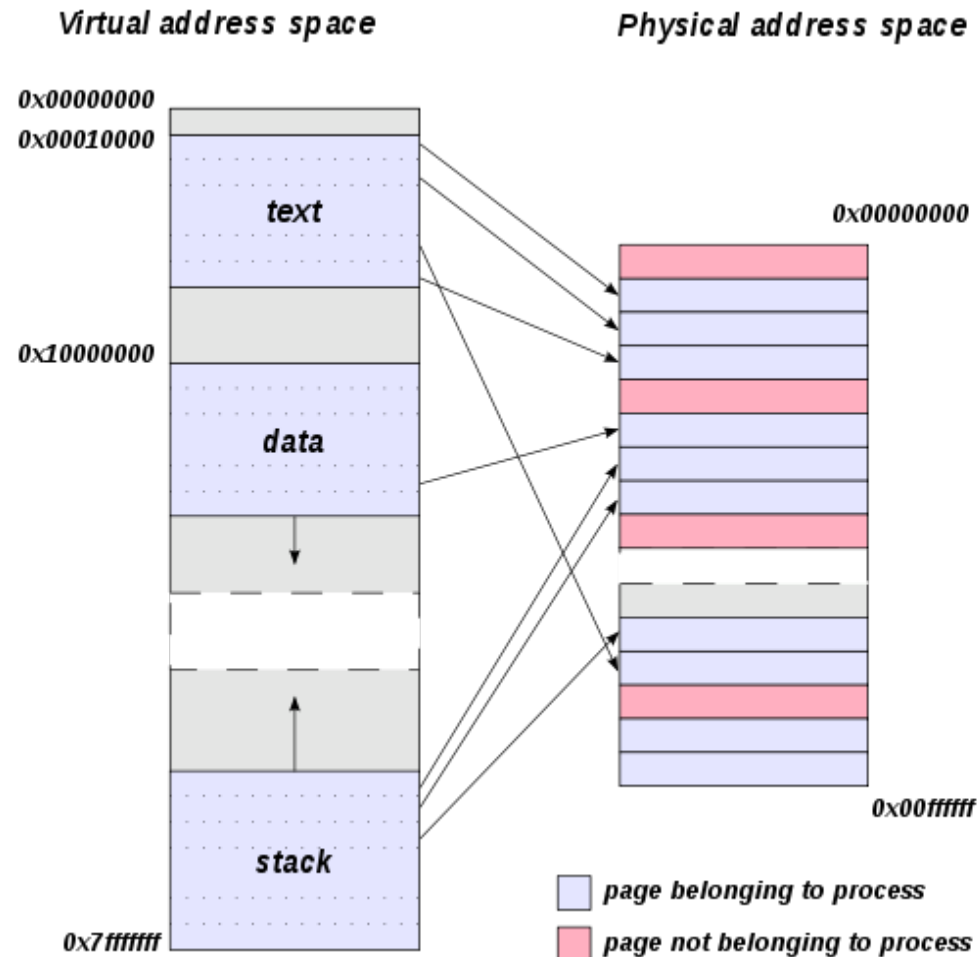 Virtual address space
Physical address space
0x00000000
0x00010000
text
0x00000000
0x10000000
data
stack
0x00ffffff
page belonging to process
0x7fffffff
page not belonging to process